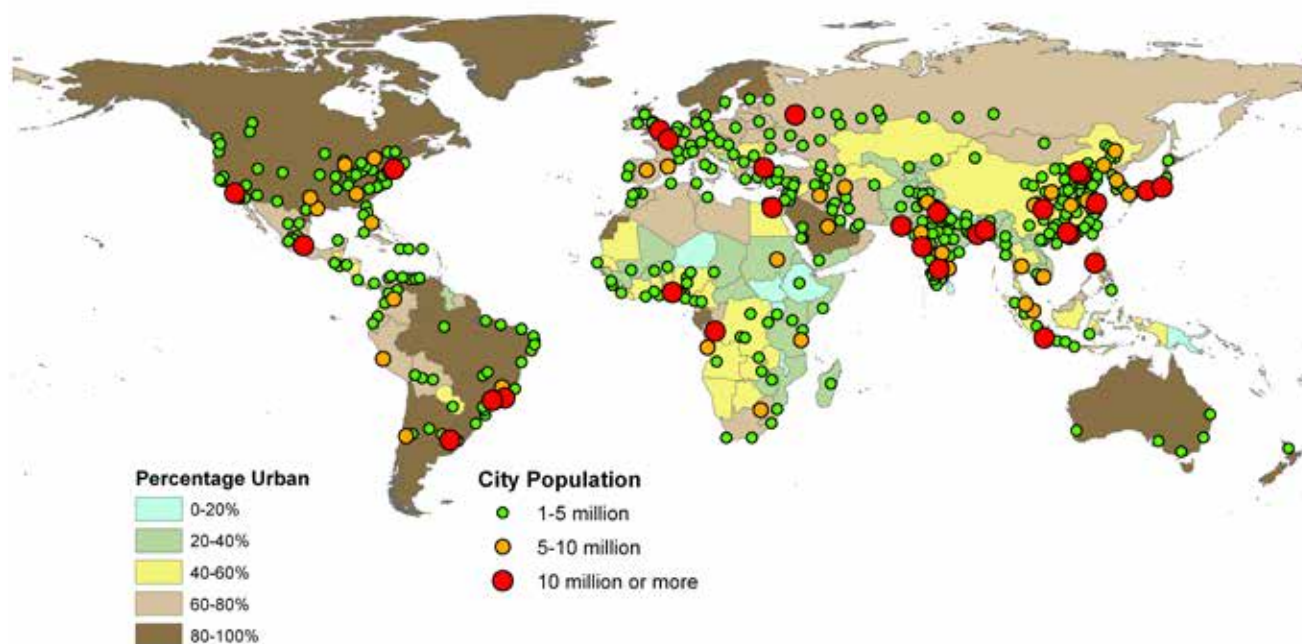 Percentage Urban
0-20%
20-40%
40-60%
60-80%
80-100%
City Population
1-5 million
5-10 million
10 million or more